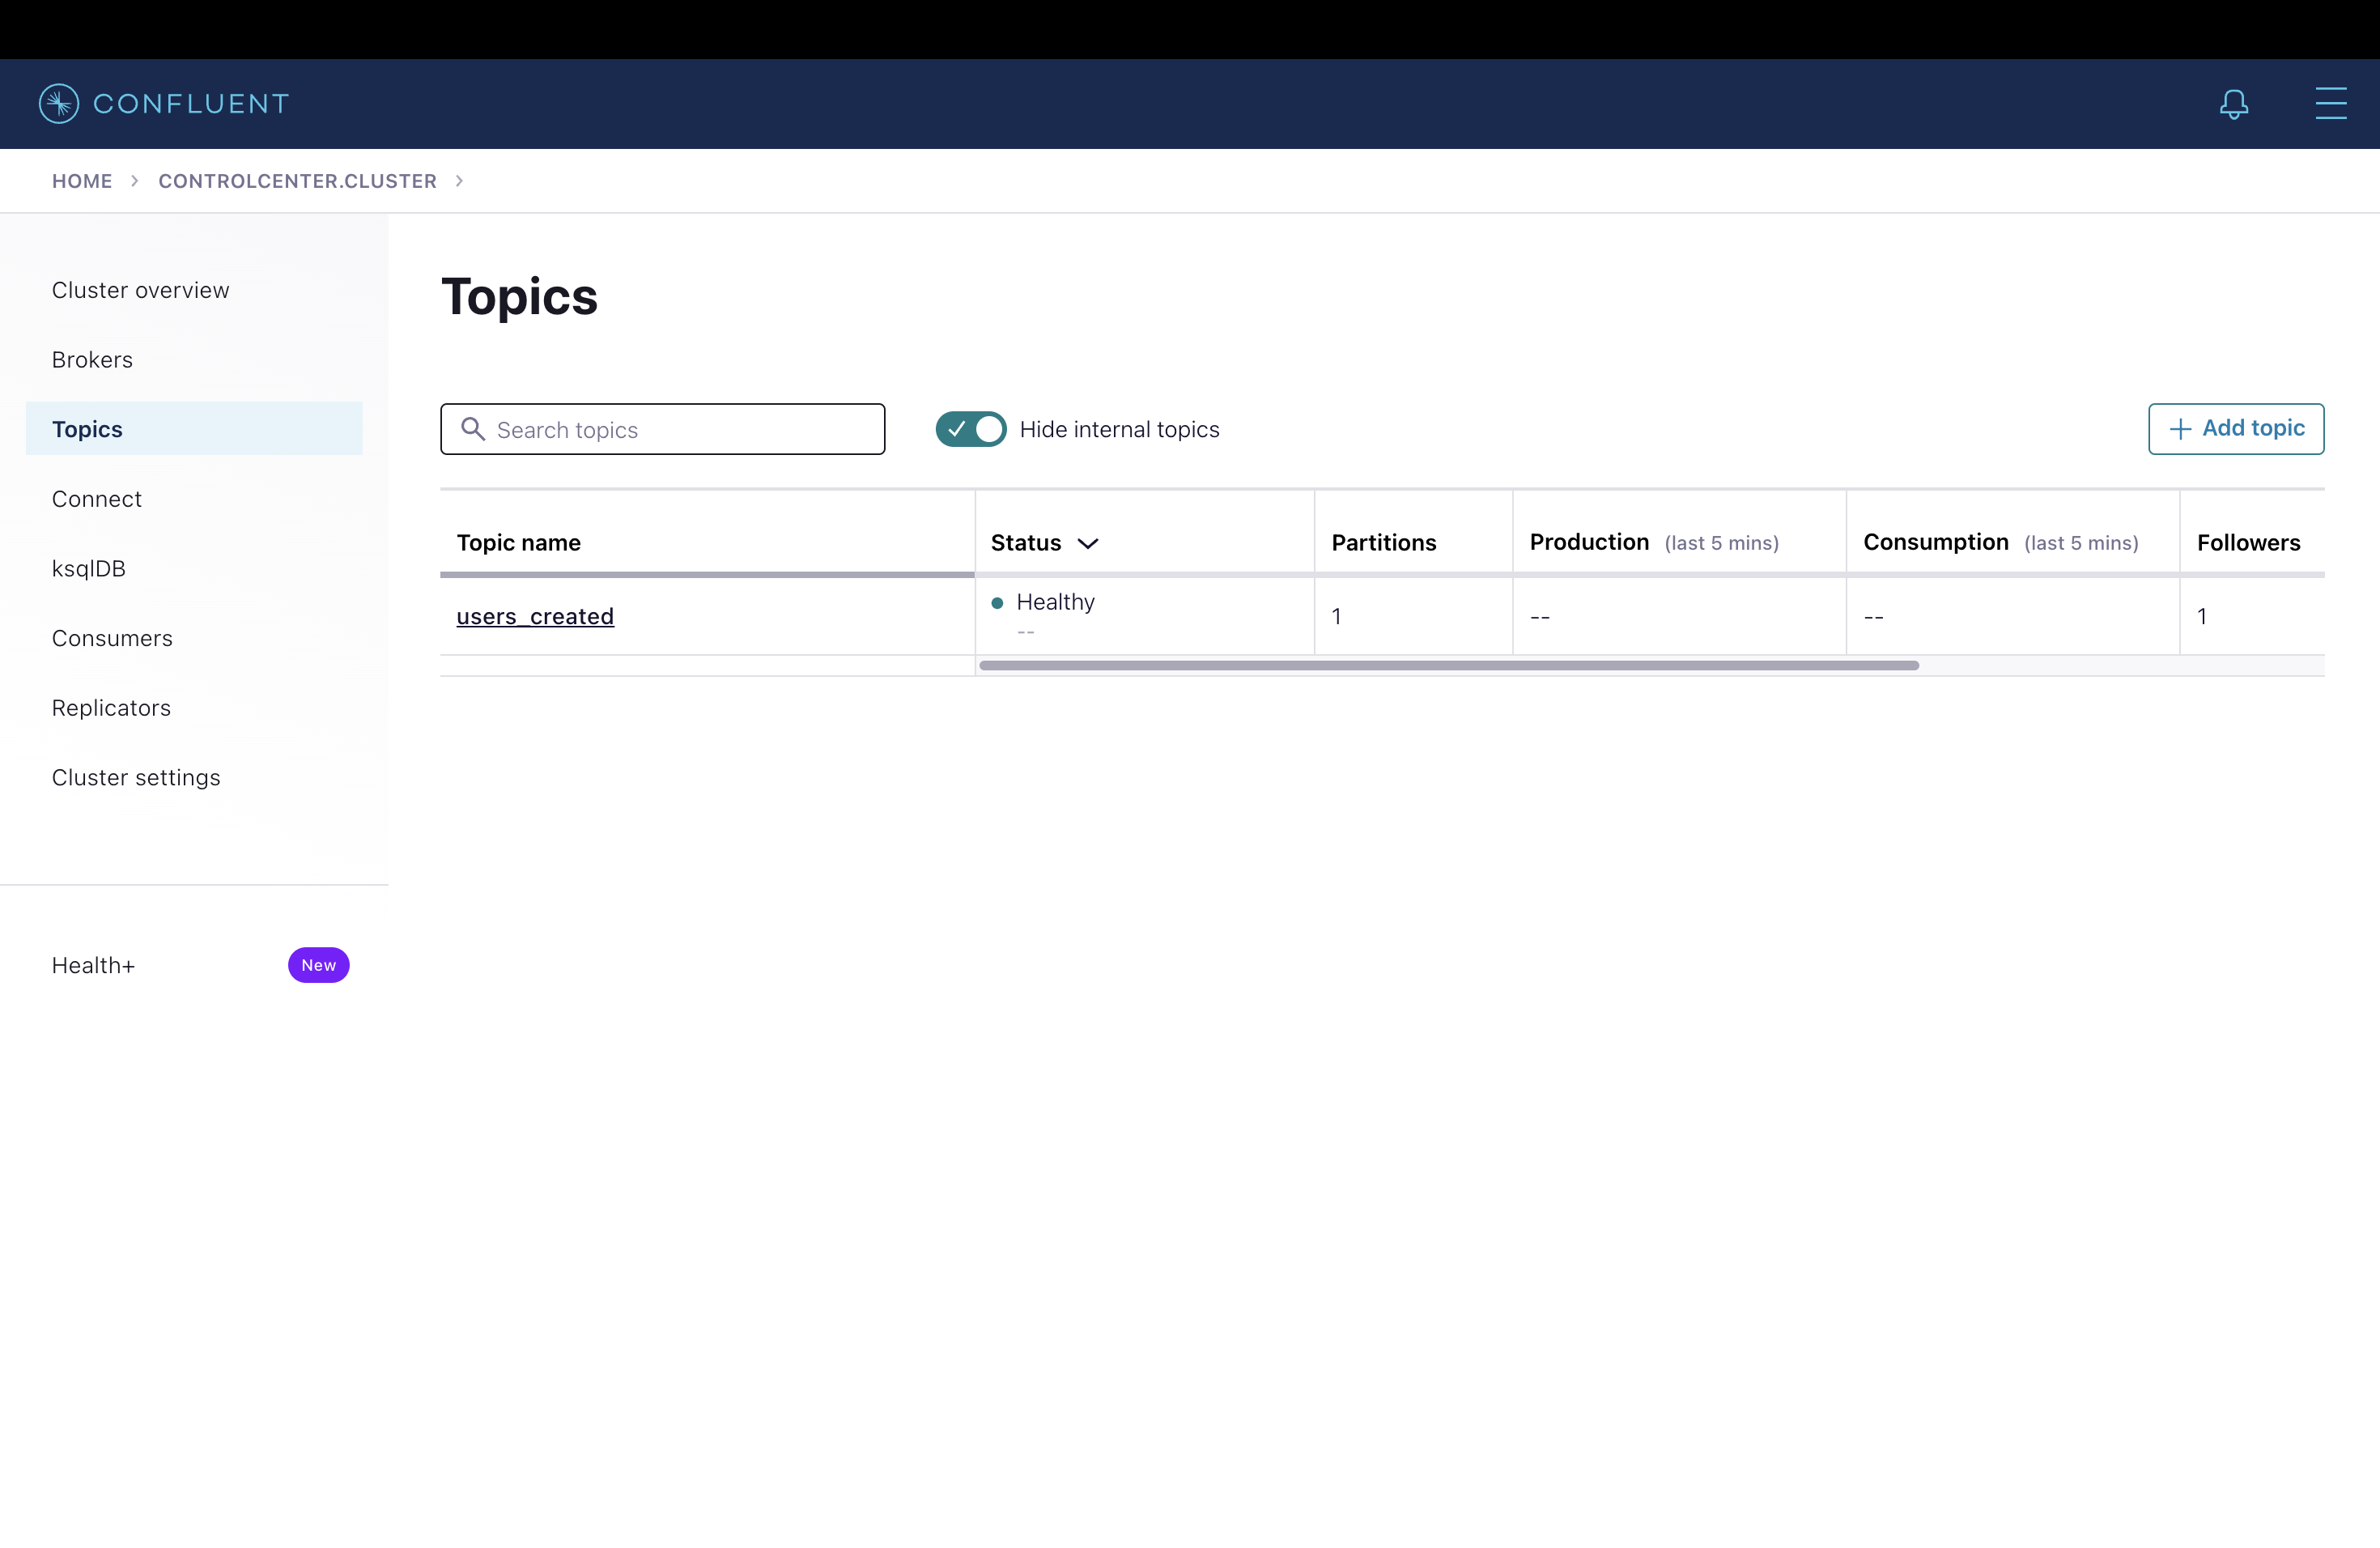 CONFLUENT
HOME > CONTROLCENTER.CLUSTER >
Cluster overview
Brokers
Topics
Connect
ksqlDB
Consumers
Replicators
Cluster settings
Health+ New
Topics
Search topics
Hide internal topics
+ Add topic
Topic name Status Partitions Production (last 5 mins) Consumption (last 5 mins) Followers
users_created Healthy 1 -- -- 1
--